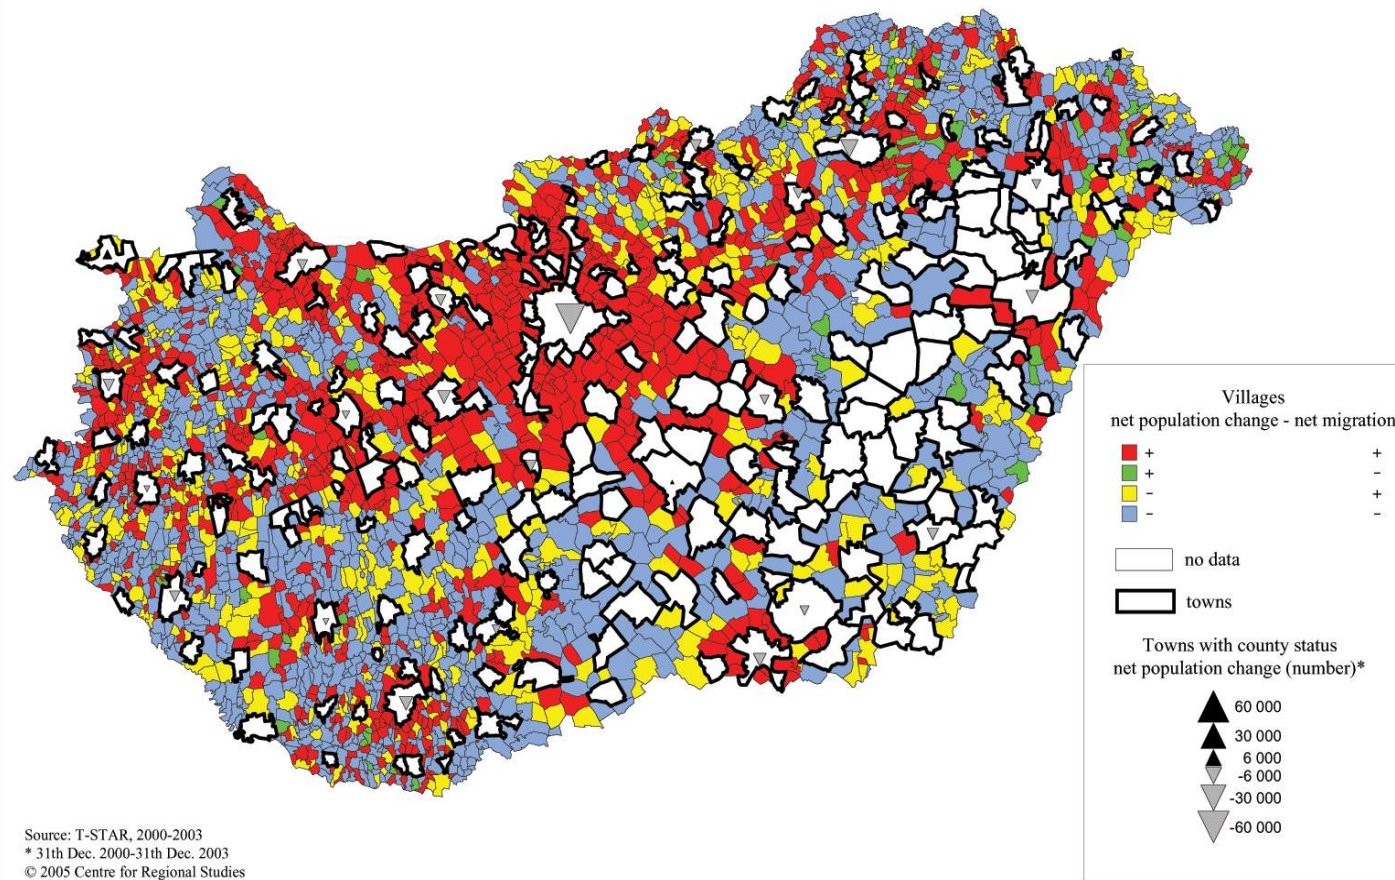 Villages
net population change - net migration
+ +
+ –
– +
– –
no data
towns
Towns with county status
net population change (number)*
60 000
30 000
6 000
-6 000
-30 000
-60 000
Source: T-STAR, 2000-2003
* 31th Dec. 2000-31th Dec. 2003
© 2005 Centre for Regional Studies